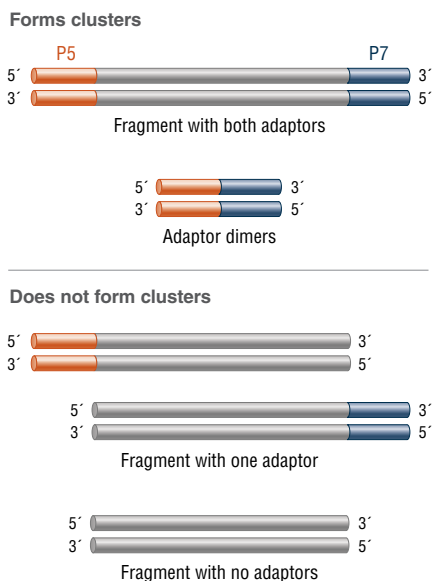 Forms clusters
P5 P7
5´ 3´
3´ 5´
Fragment with both adaptors
5´ 3´
3´ 5´
Adaptor dimers
Does not form clusters
5´ 3´
3´ 5´
5´ 3´
3´ 5´
Fragment with one adaptor
5´ 3´
3´ 5´
Fragment with no adaptors